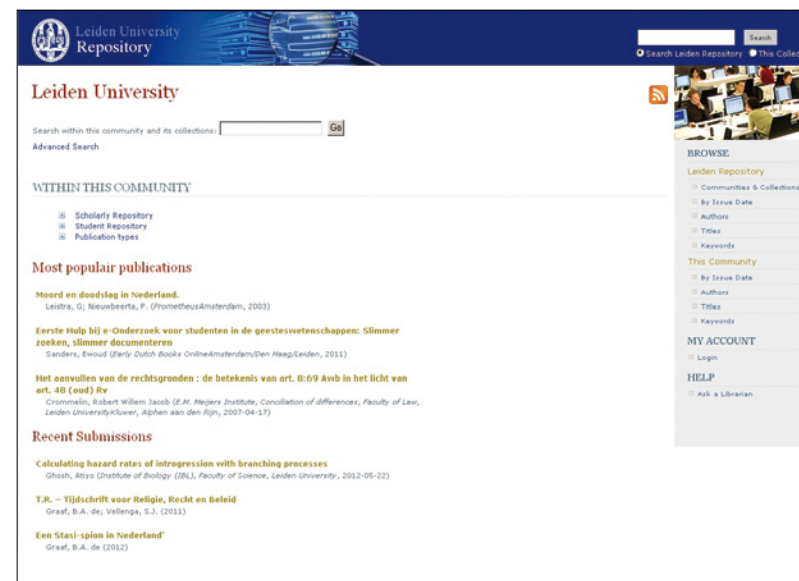 Leiden University
Repository
Search
Search Leiden Repository This Collec
Leiden University
Search within this community and its collections: Go
Advanced Search
WITHIN THIS COMMUNITY
Scholarly Repository
Student Repository
Publication types
Most populair publications
Moord en doodslag in Nederland.
Leistra, G; Nieuwbeerta, P. (PrometheusAmsterdam, 2003)
Eerste Hulp bij e-Onderzoek voor studenten in de geesteswetenschappen: Slimmer
zoeken, slimmer documenteren
Sanders, Ewoud (Early Dutch Books OnlineAmsterdam/Den Haag/Leiden, 2011)
Het aanvullen van de rechtsgronden : de betekenis van art. 8:69 Awb in het licht van
art. 48 (oud) Rv
Crommelin, Robert Willem Jacob (E.M. Meijers Institute, Conciliation of differences, Faculty of Law,
Leiden UniversityKluwer, Alphen aan den Rijn, 2007-04-17)
Recent Submissions
Calculating hazard rates of introgression with branching processes
Ghosh, Atiyo (Institute of Biology (IBL), Faculty of Science, Leiden University, 2012-05-22)
T.R. – Tijdschrift voor Religie, Recht en Beleid
Graaf, B.A. de; Vellenga, S.J. (2011)
Een Stasi-spion in Nederland'
Graaf, B.A. de (2012)
BROWSE
Leiden Repository
Communities & Collections
By Issue Date
Authors
Titles
Keywords
This Community
By Issue Date
Authors
Titles
Keywords
MY ACCOUNT
Login
HELP
Ask a Librarian